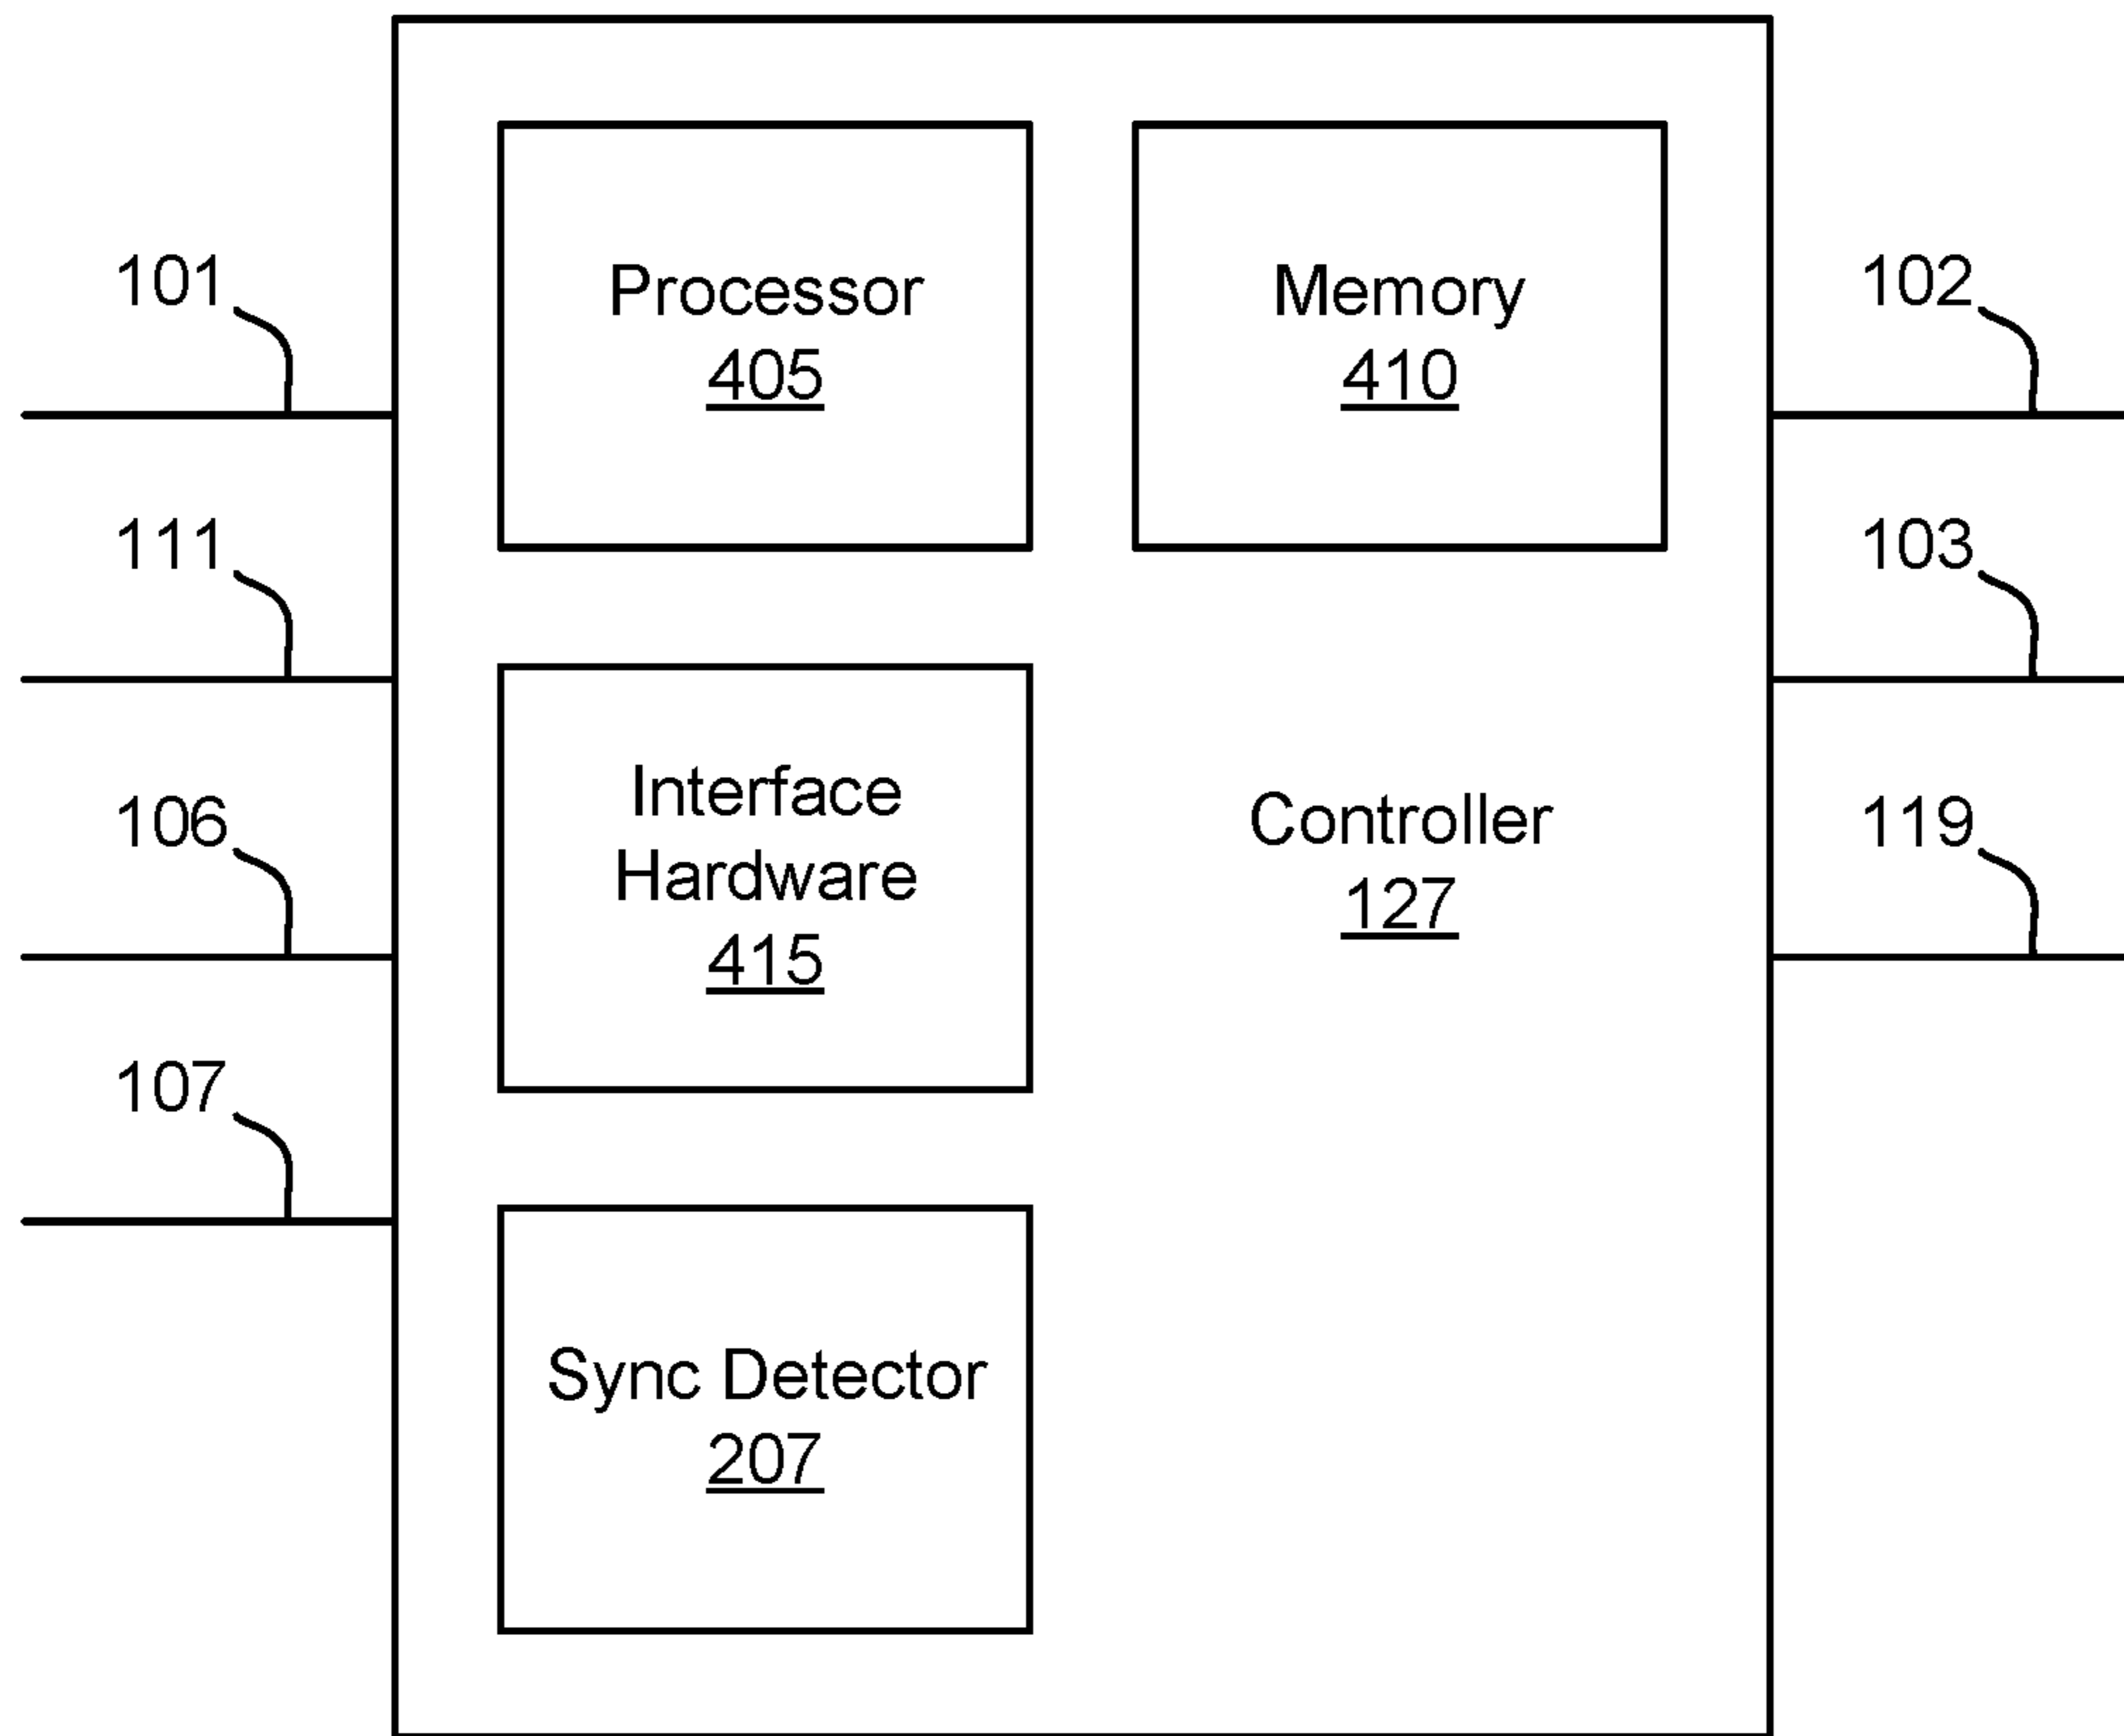 101
111
106
107
Processor
405
Memory
410
Interface
Hardware
415
Controller
127
Sync Detector
207
102
103
119